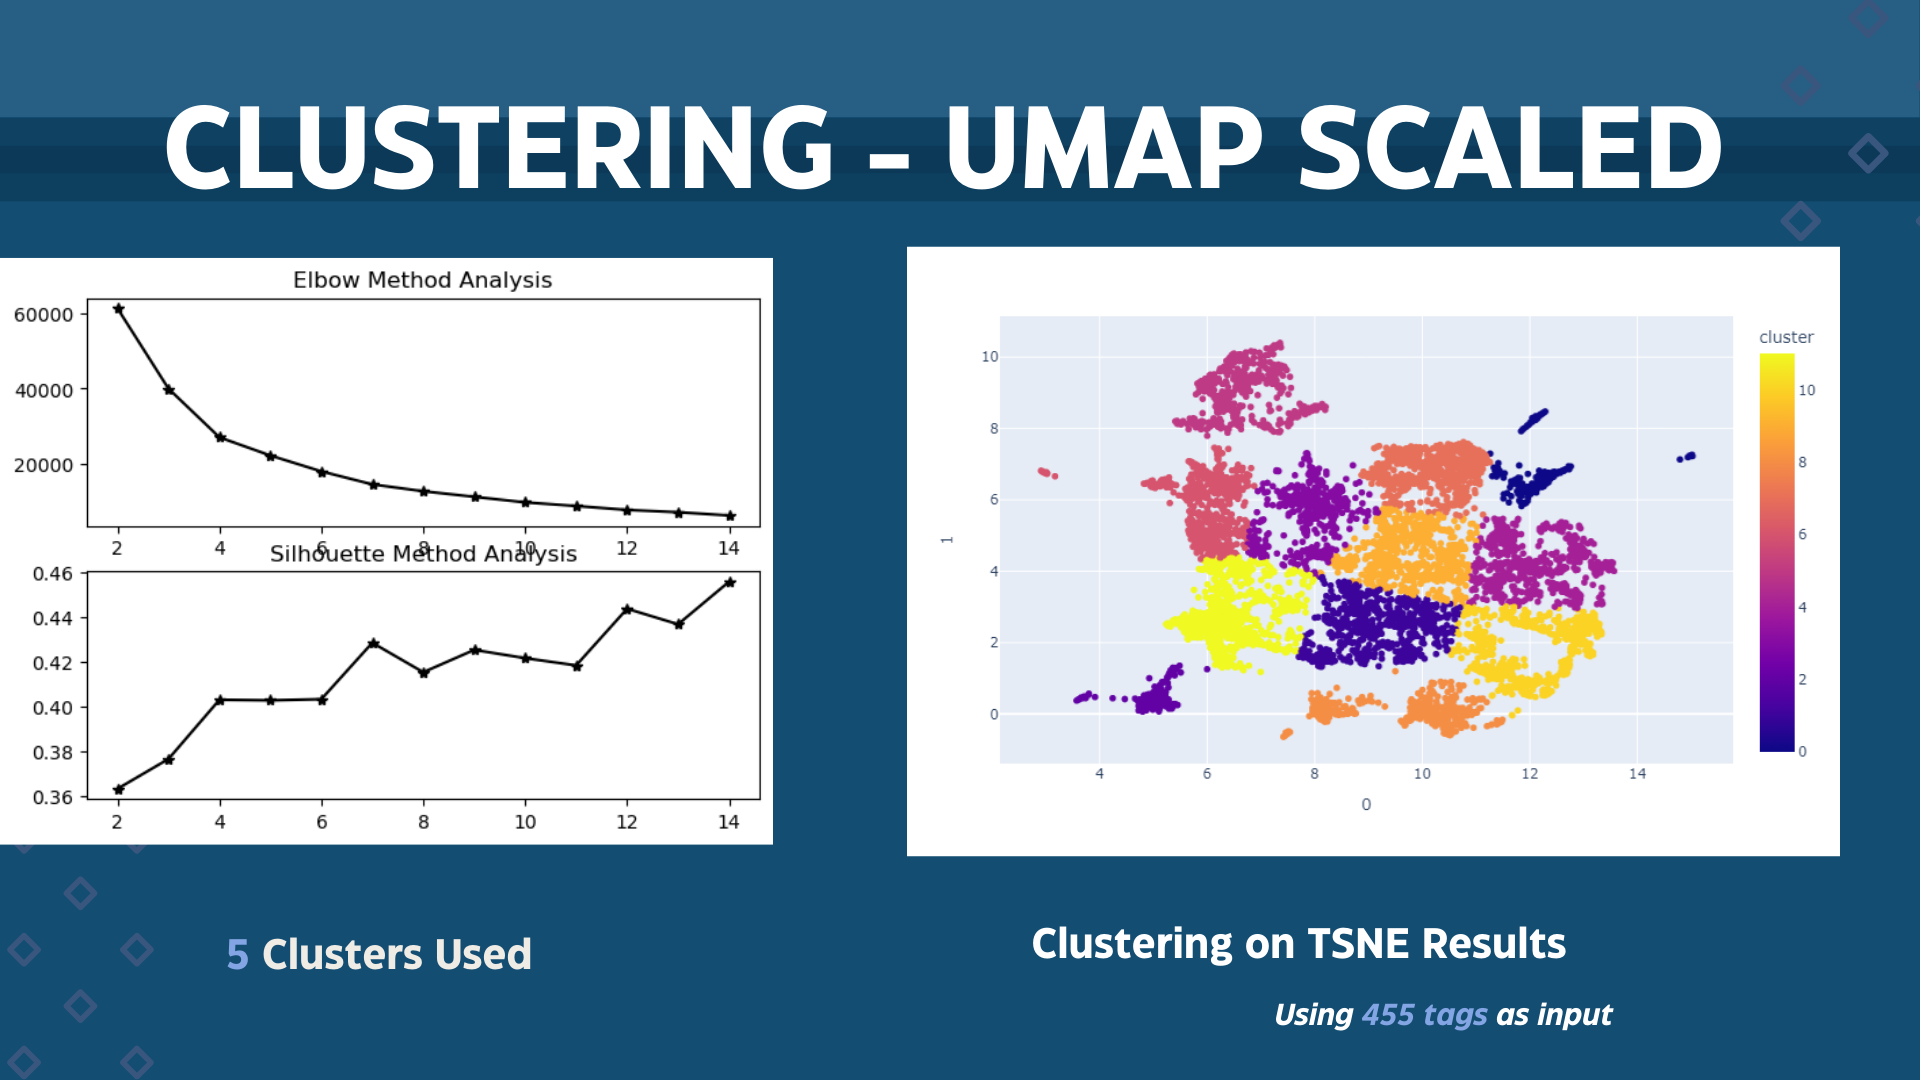 CLUSTERING - UMAP SCALED
Elbow Method Analysis
60000
40000
20000
2 4 6 8 10 12 14
Silhouette Method Analysis
0.46
0.44
0.42
0.40
0.38
0.36
2 4 6 8 10 12 14
cluster
10
8
6
4
2
0
1
10
8
6
4
2
0
4 6 8 10 12 14
0
5 Clusters Used
Clustering on TSNE Results
Using 455 tags as input